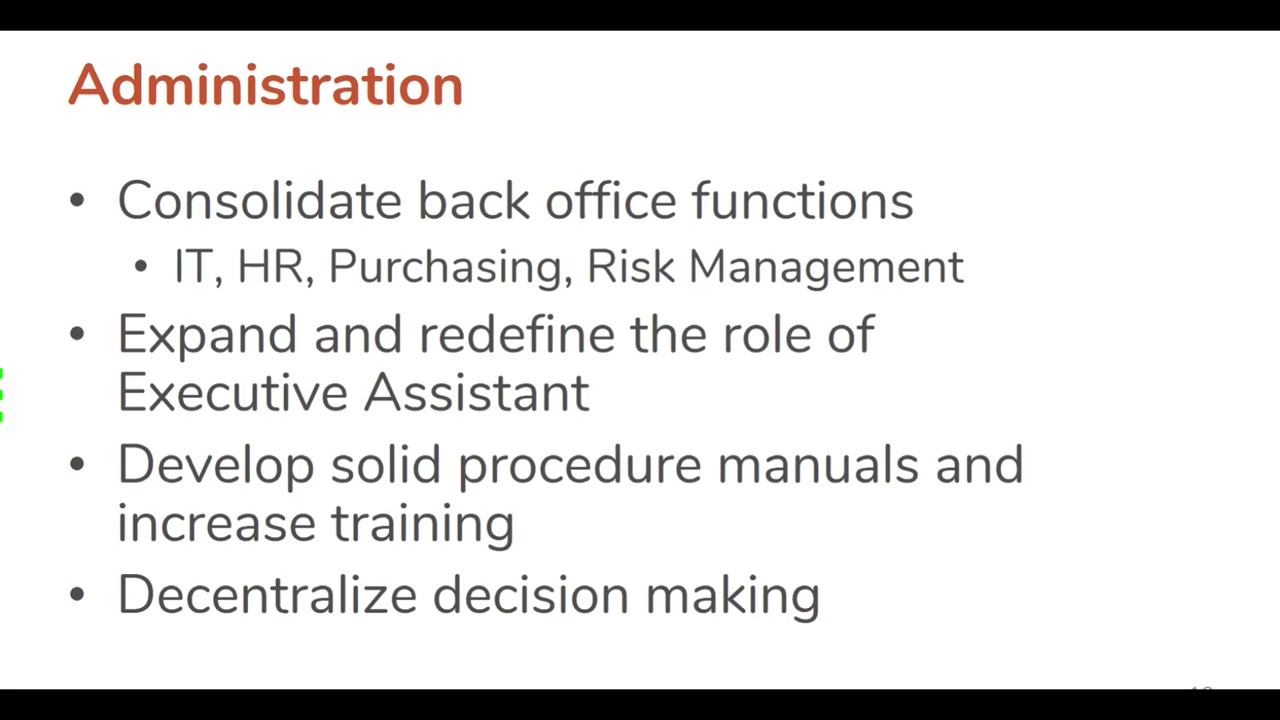 Administration
• Consolidate back office functions
• IT, HR, Purchasing, Risk Management
• Expand and redefine the role of
Executive Assistant
• Develop solid procedure manuals and
increase training
• Decentralize decision making